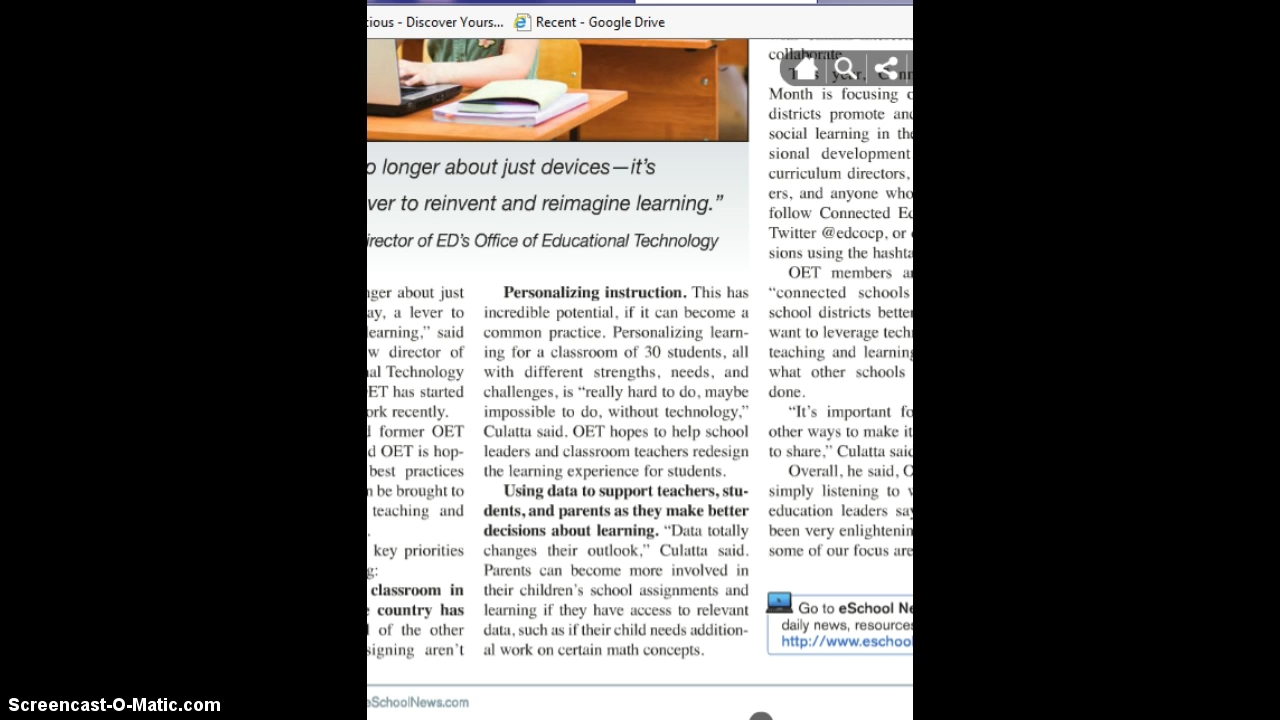 cious - Discover Yours...
Recent - Google Drive
o longer about just devices—it's
ver to reinvent and reimagine learning."
irector of ED's Office of Educational Technology
nger about just
ay, a lever to
learning," said
w director of
al Technology
ET has started
ork recently.
d former OET
d OET is hop-
best practices
n be brought to
teaching and
.
key priorities
g:
classroom in
e country has
l of the other
signing aren't
Personalizing instruction. This has
incredible potential, if it can become a
common practice. Personalizing learn-
ing for a classroom of 30 students, all
with different strengths, needs, and
challenges, is "really hard to do, maybe
impossible to do, without technology,"
Culatta said. OET hopes to help school
leaders and classroom teachers redesign
the learning experience for students.
Using data to support teachers, stu-
dents, and parents as they make better
decisions about learning. "Data totally
changes their outlook," Culatta said.
Parents can become more involved in
their children's school assignments and
learning if they have access to relevant
data, such as if their child needs addition-
al work on certain math concepts.
collaborate.
This year, Conn
Month is focusing o
districts promote and
social learning in the
sional development
curriculum directors,
ers, and anyone who
follow Connected Ed
Twitter @edcocp, or
sions using the hashta
OET members a
"connected schools
school districts better
want to leverage tech
teaching and learning
what other schools
done.
"It's important fo
other ways to make it
to share," Culatta said
Overall, he said, O
simply listening to
education leaders say
been very enlightenin
some of our focus are
Go to eSchool Ne
daily news, resources
http://www.eschool
eSchoolNews.com
Screencast-O-Matic.com